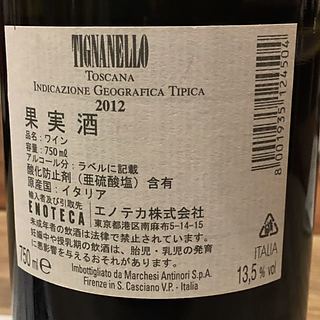 TIGNANELLO
TOSCANA
INDICAZIONE GEOGRAFICA TIPICA
2012
果実酒
品名：ワイン
容量：750mℓ
アルコール分：ラベルに記載
酸化防止剤（亜硫酸塩）含有
原産国：イタリア
輸入者及び引取先
ENOTECA エノテカ株式会社
東京都港区南麻布5-14-15
未成年者の飲酒は法律で禁止されています。
妊娠中や授乳期の飲酒は、胎児・乳児の発育
に悪影響を与えるおそれがあります。
750 ml e
Imbottigliato da Marchesi Antinori S.p.A.
Firenze in S. Casciano V.P. - Italia
ITALIA
13,5 % vol
8 001935 124504